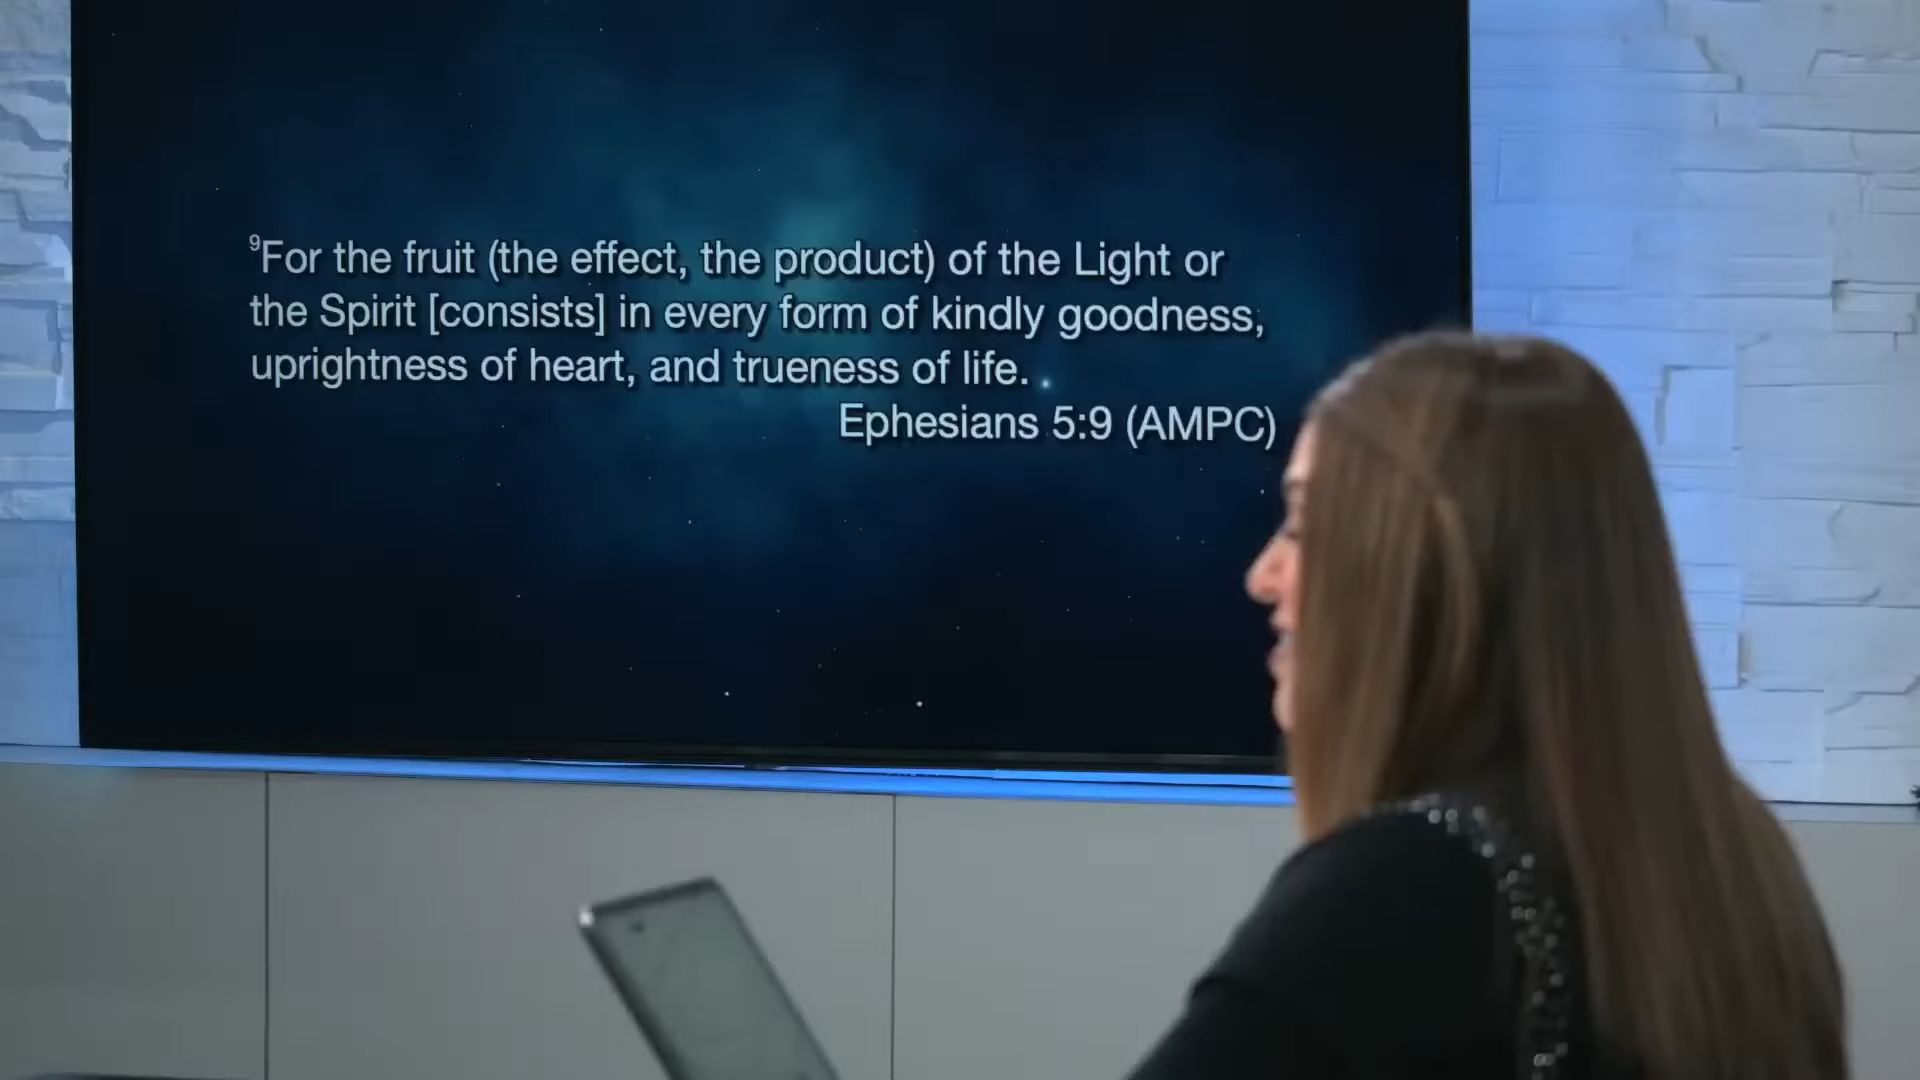 ⁹For the fruit (the effect, the product) of the Light or
the Spirit [consists] in every form of kindly goodness,
uprightness of heart, and trueness of life.
Ephesians 5:9 (AMPC)